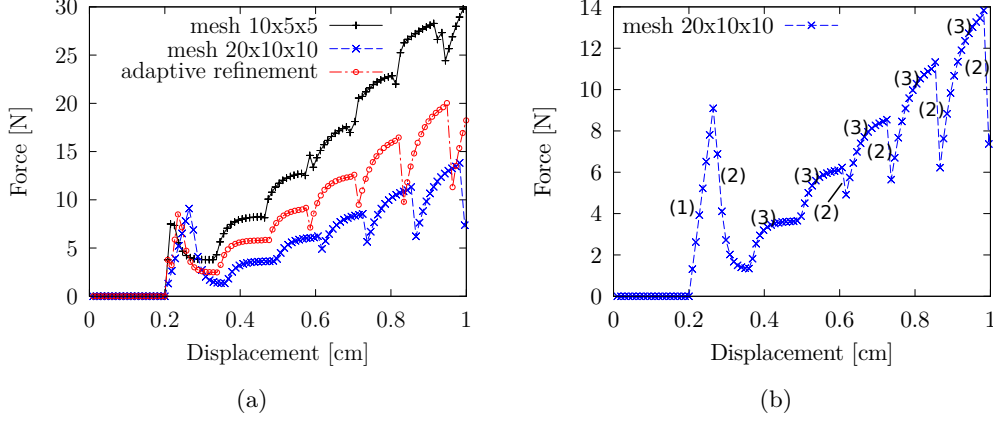 mesh 10x5x5
mesh 20x10x10
adaptive refinement
Force [N]
30
25
20
15
10
5
0
0 0.2 0.4 0.6 0.8 1
Displacement [cm]
(a)
mesh 20x10x10
Force [N]
14
12
10
8
6
4
2
0
(1)
(2)
(3)
(3)
(2)
(3)
(2)
(3)
(2)
(3)
(2)
0 0.2 0.4 0.6 0.8 1
Displacement [cm]
(b)